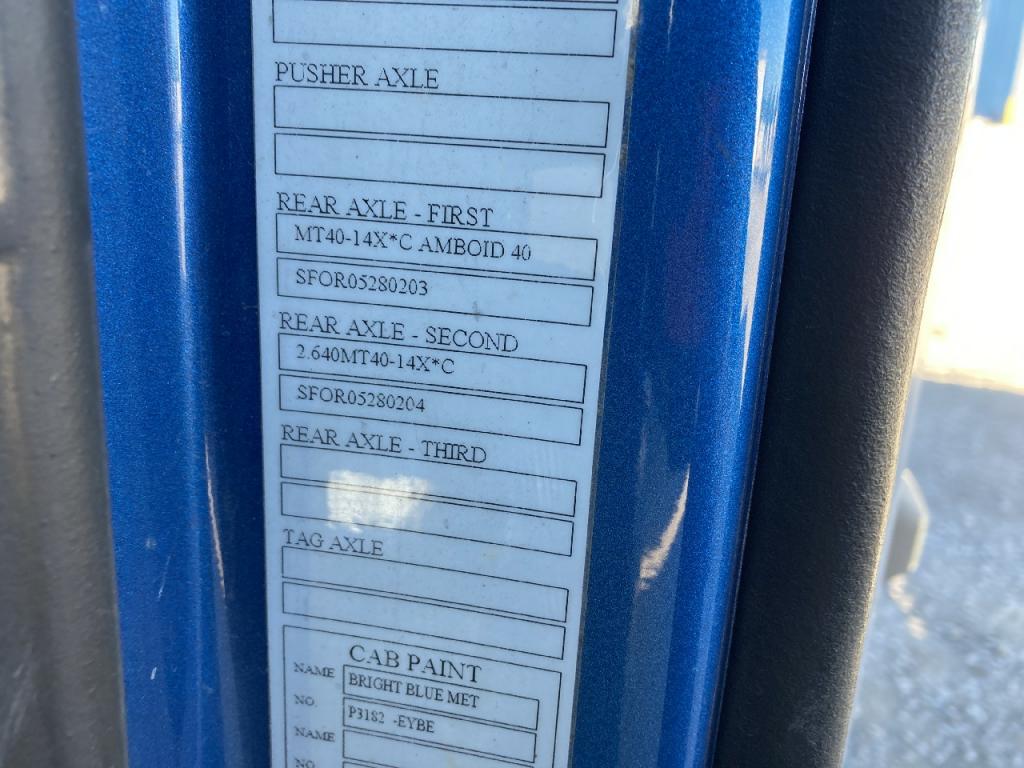 PUSHER AXLE
REAR AXLE - FIRST
MT40-14X*C AMBOID 40
SFOR05280203
REAR AXLE - SECOND
2.640MT40-14X*C
SFOR05280204
REAR AXLE - THIRD
TAG AXLE
CAB PAINT
NAME BRIGHT BLUE MET
NO. P3182 -EYBE
NAME
NO.